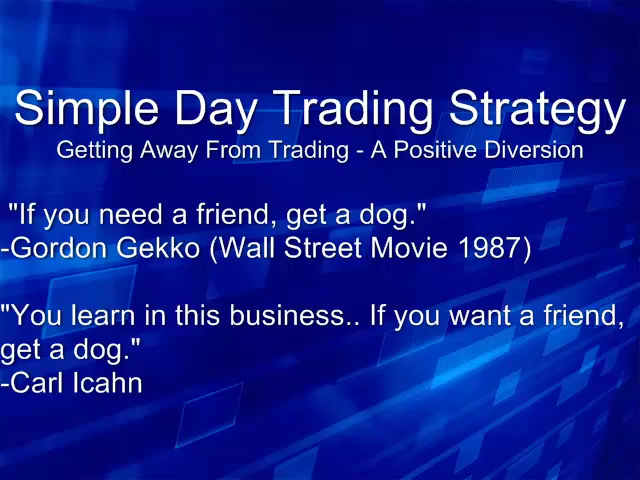 Simple Day Trading Strategy
Getting Away From Trading - A Positive Diversion
"If you need a friend, get a dog."
-Gordon Gekko (Wall Street Movie 1987)
"You learn in this business.. If you want a friend,
get a dog."
-Carl Icahn